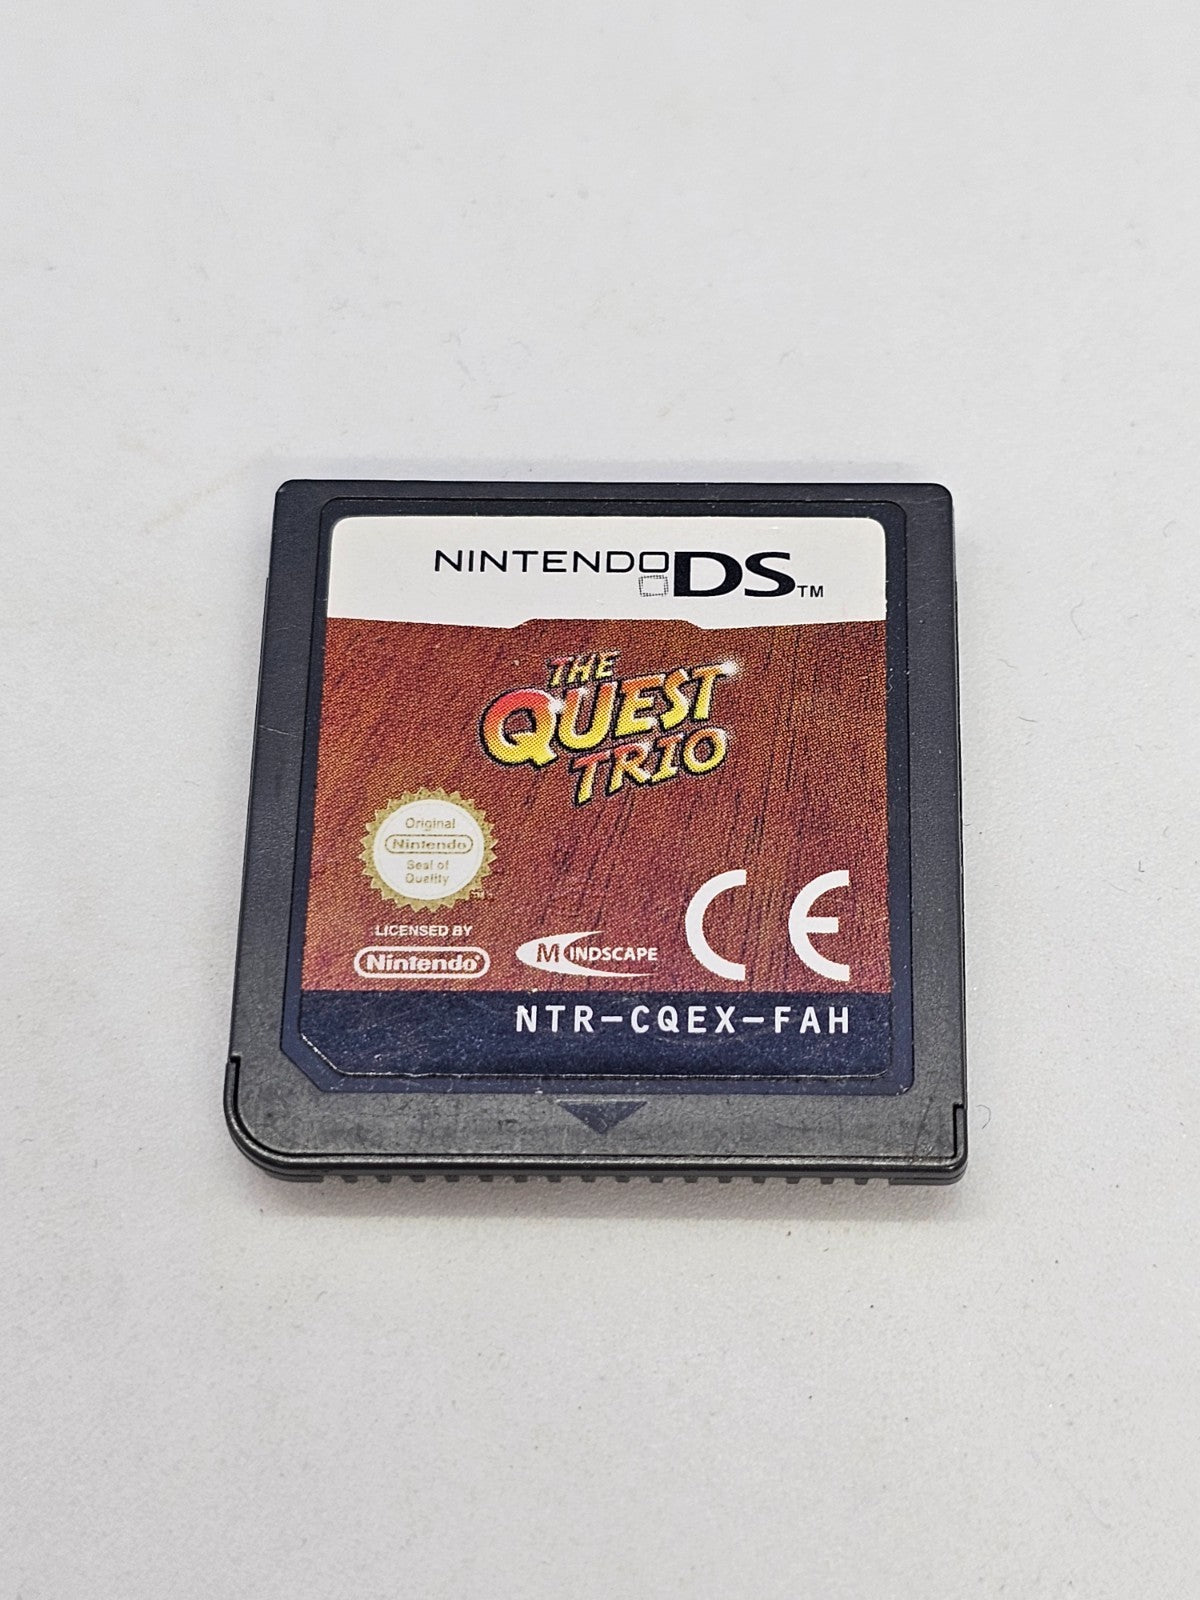 NINTENDO DS TM
THE
QUEST
TRIO
Original
Nintendo
Seal of
Quality
TM
LICENSED BY
Nintendo®
MINDSCAPE
CE
NTR-CQEX-FAH